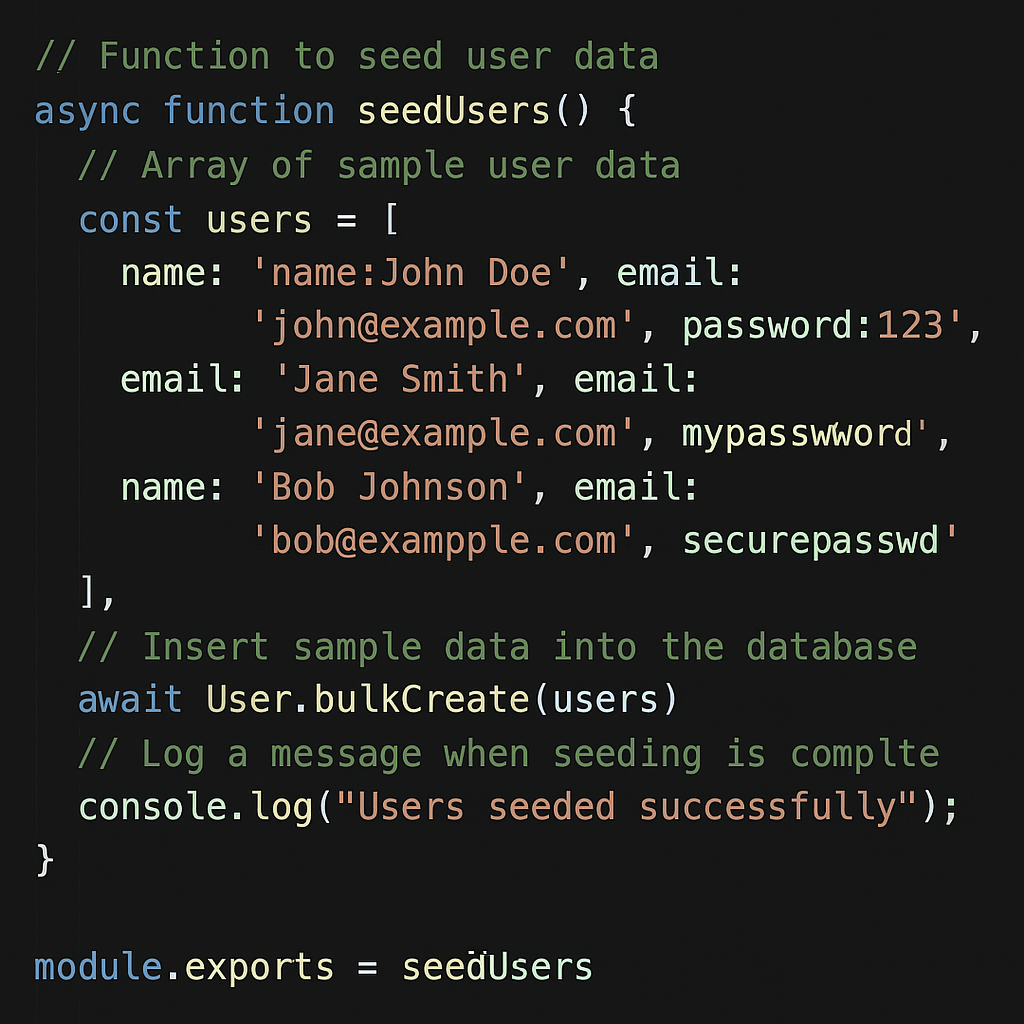 // Function to seed user data
async function seedUsers() {
// Array of sample user data
const users = [
name: 'name:John Doe', email:
'john@example.com', password:123',
email: 'Jane Smith', email:
'jane@example.com', mypasswword',
name: 'Bob Johnson', email:
'bob@exampple.com', securepasswd'
],
// Insert sample data into the database
await User.bulkCreate(users)
// Log a message when seeding is complte
console.log("Users seeded successfully");
}
module.exports = seedUsers